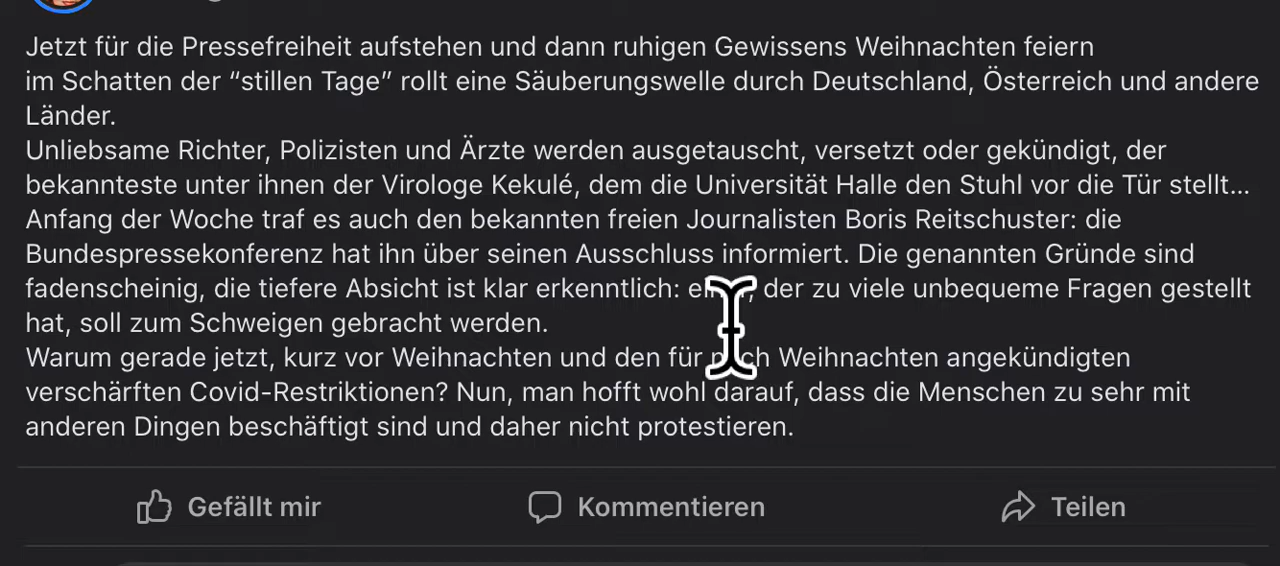 Jetzt für die Pressefreiheit aufstehen und dann ruhigen Gewissens Weihnachten feiern
im Schatten der “stillen Tage” rollt eine Säuberungswelle durch Deutschland, Österreich und andere
Länder.
Unliebsame Richter, Polizisten und Ärzte werden ausgetauscht, versetzt oder gekündigt, der
bekannteste unter ihnen der Virologe Kekulé, dem die Universität Halle den Stuhl vor die Tür stellt...
Anfang der Woche traf es auch den bekannten freien Journalisten Boris Reitschuster: die
Bundespressekonferenz hat ihn über seinen Ausschluss informiert. Die genannten Gründe sind
fadenscheinig, die tiefere Absicht ist klar erkenntlich: der zu viele unbequeme Fragen gestellt
hat, soll zum Schweigen gebracht werden.
Warum gerade jetzt, kurz vor Weihnachten und den für nach Weihnachten angekündigten
verschärften Covid-Restriktionen? Nun, man hofft wohl darauf, dass die Menschen zu sehr mit
anderen Dingen beschäftigt sind und daher nicht protestieren.
Gefällt mir
Kommentieren
Teilen